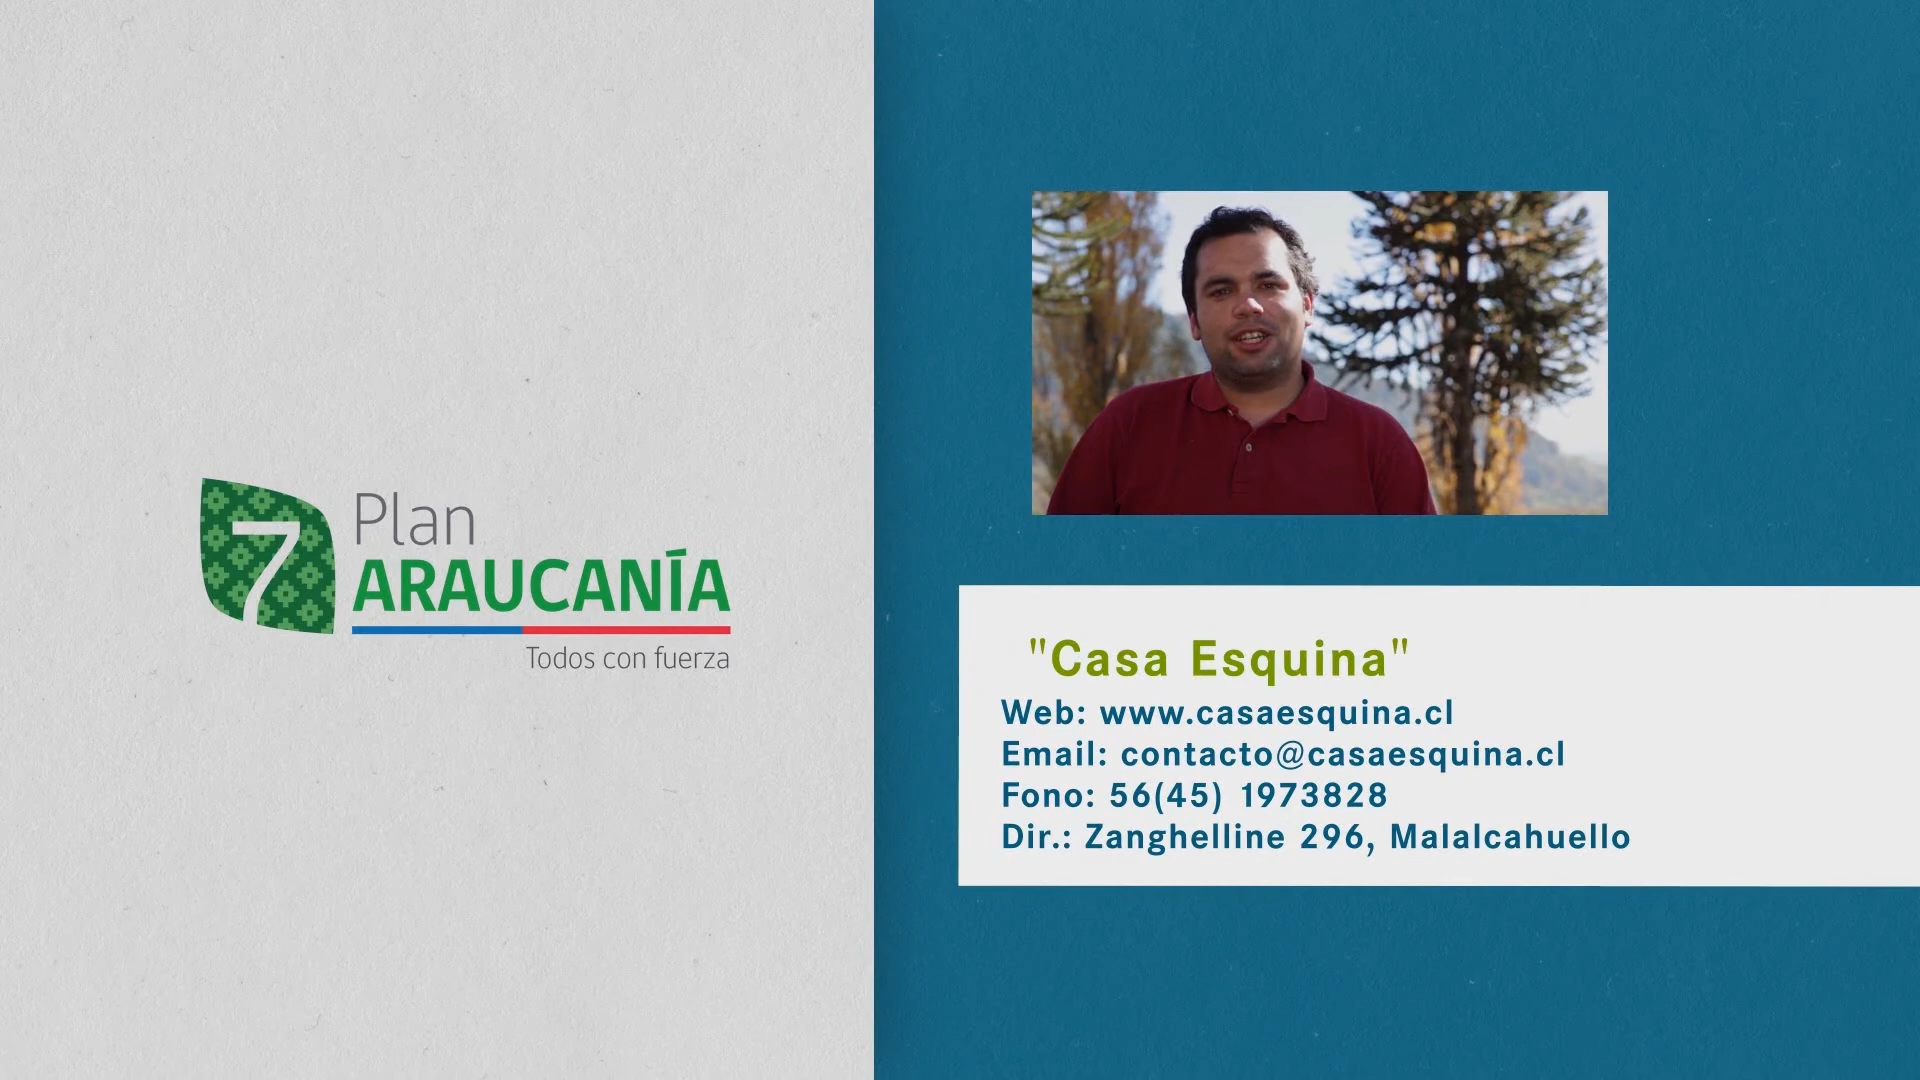 7
Plan
ARAUCANÍA
Todos con fuerza
"Casa Esquina"
Web: www.casaesquina.cl
Email: contacto@casaesquina.cl
Fono: 56(45) 1973828
Dir.: Zanghelline 296, Malalcahuello